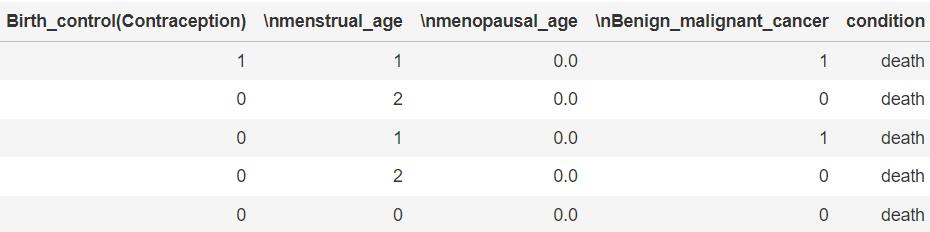 Birth_control(Contraception) \nmenstrual_age \nmenopausal_age \nBenign_malignant_cancer condition
1 1 0.0 1 death
0 2 0.0 0 death
0 1 0.0 1 death
0 2 0.0 0 death
0 0 0.0 0 death